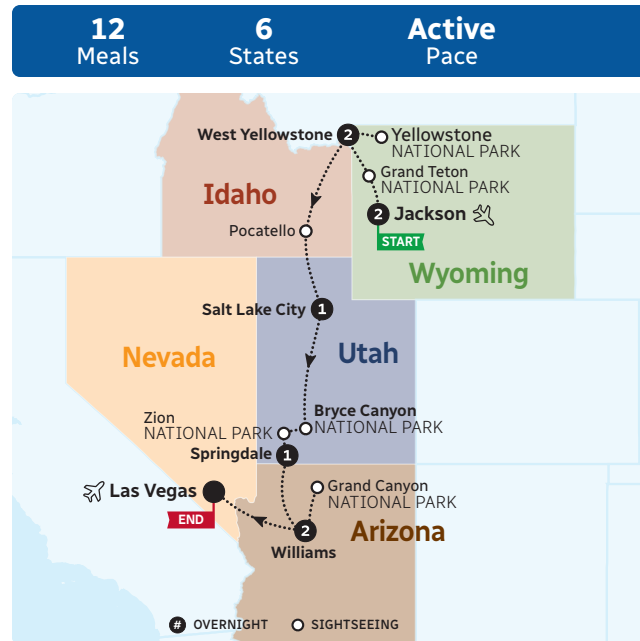 12
Meals
6
States
Active
Pace
West Yellowstone
2
Yellowstone
NATIONAL PARK
Grand Teton
NATIONAL PARK
2
Jackson
START
Idaho
Pocatello
Wyoming
Salt Lake City
1
Nevada
Utah
Zion
NATIONAL PARK
Bryce Canyon
NATIONAL PARK
Springdale
1
Las Vegas
END
Grand Canyon
NATIONAL PARK
2
Williams
Arizona
# OVERNIGHT
SIGHTSEEING